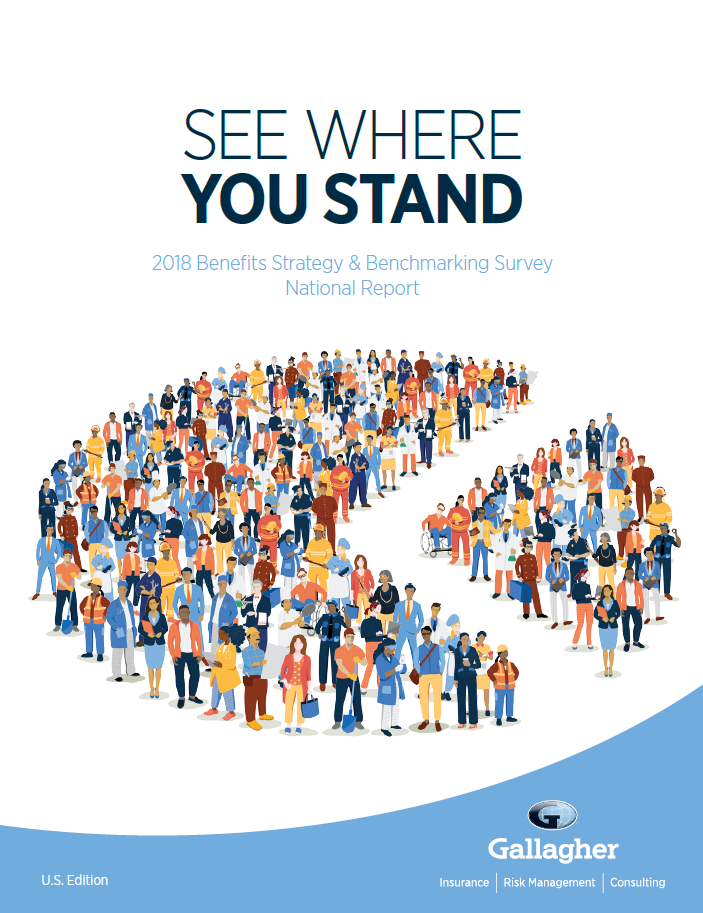 SEE WHERE
YOU STAND
2018 Benefits Strategy & Benchmarking Survey
National Report
G
Gallagher
U.S. Edition
Insurance | Risk Management | Consulting